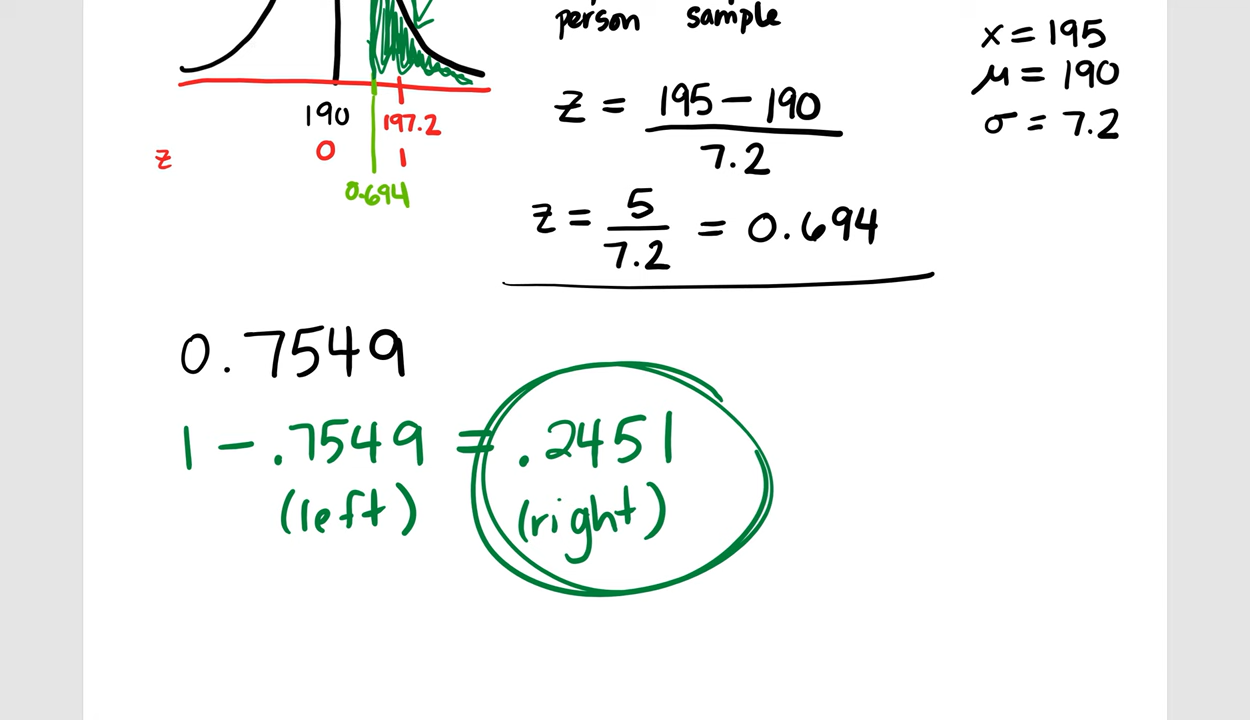 person sample
x = 195
μ = 190
σ = 7.2
z = 195 - 190 / 7.2
190 197.2
z 0 1
0.694
z = 5 / 7.2 = 0.694
0.7549
1 - .7549 = .2451
(left) (right)